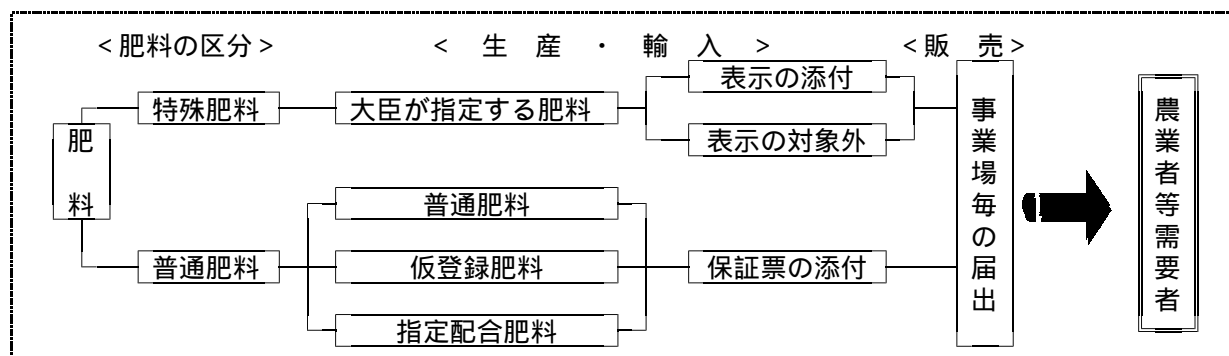 <肥料の区分>
< 生 産 ・ 輸 入 >
<販 売>
肥料
特殊肥料
大臣が指定する肥料
表示の添付
表示の対象外
普通肥料
普通肥料
仮登録肥料
指定配合肥料
保証票の添付
事業場毎の届出
農業者等需要者